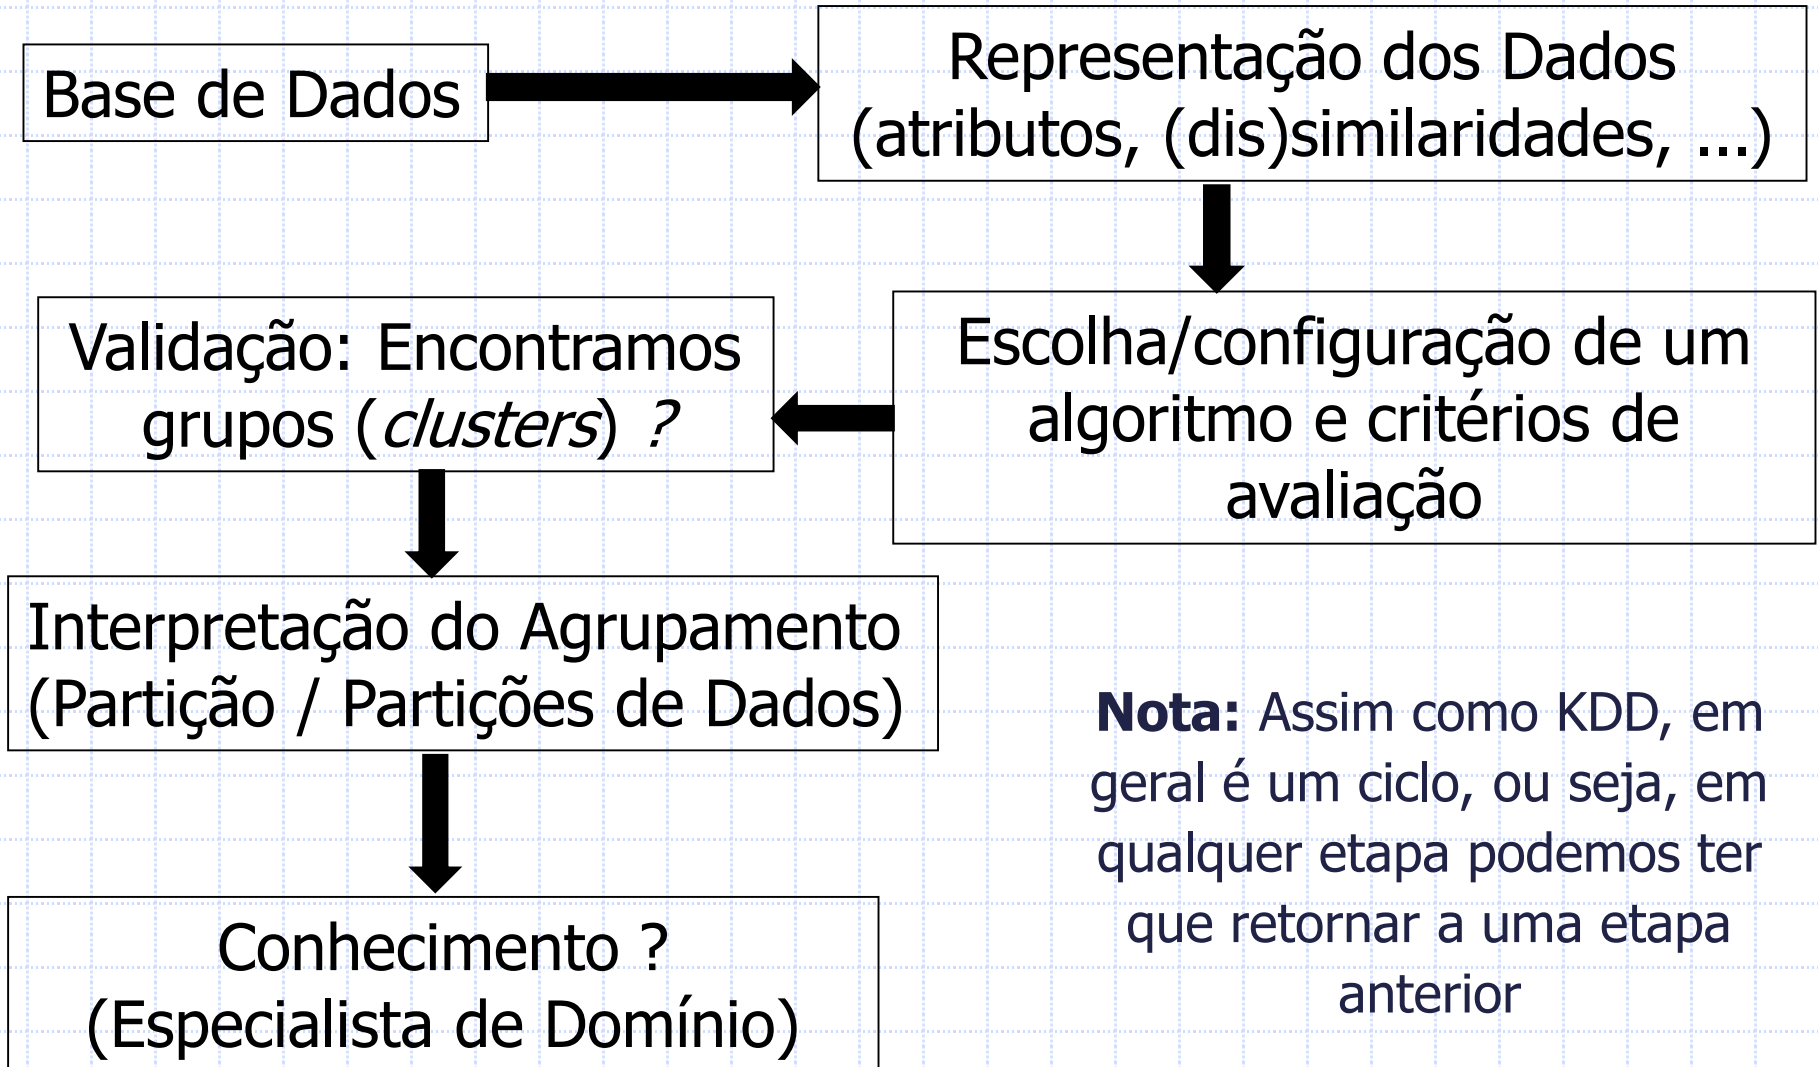 Base de Dados
Representação dos Dados
(atributos, (dis)similaridades, ...)
Escolha/configuração de um
algoritmo e critérios de
avaliação
Validação: Encontramos
grupos (clusters) ?
Interpretação do Agrupamento
(Partição / Partições de Dados)
Conhecimento ?
(Especialista de Domínio)
Nota: Assim como KDD, em
geral é um ciclo, ou seja, em
qualquer etapa podemos ter
que retornar a uma etapa
anterior